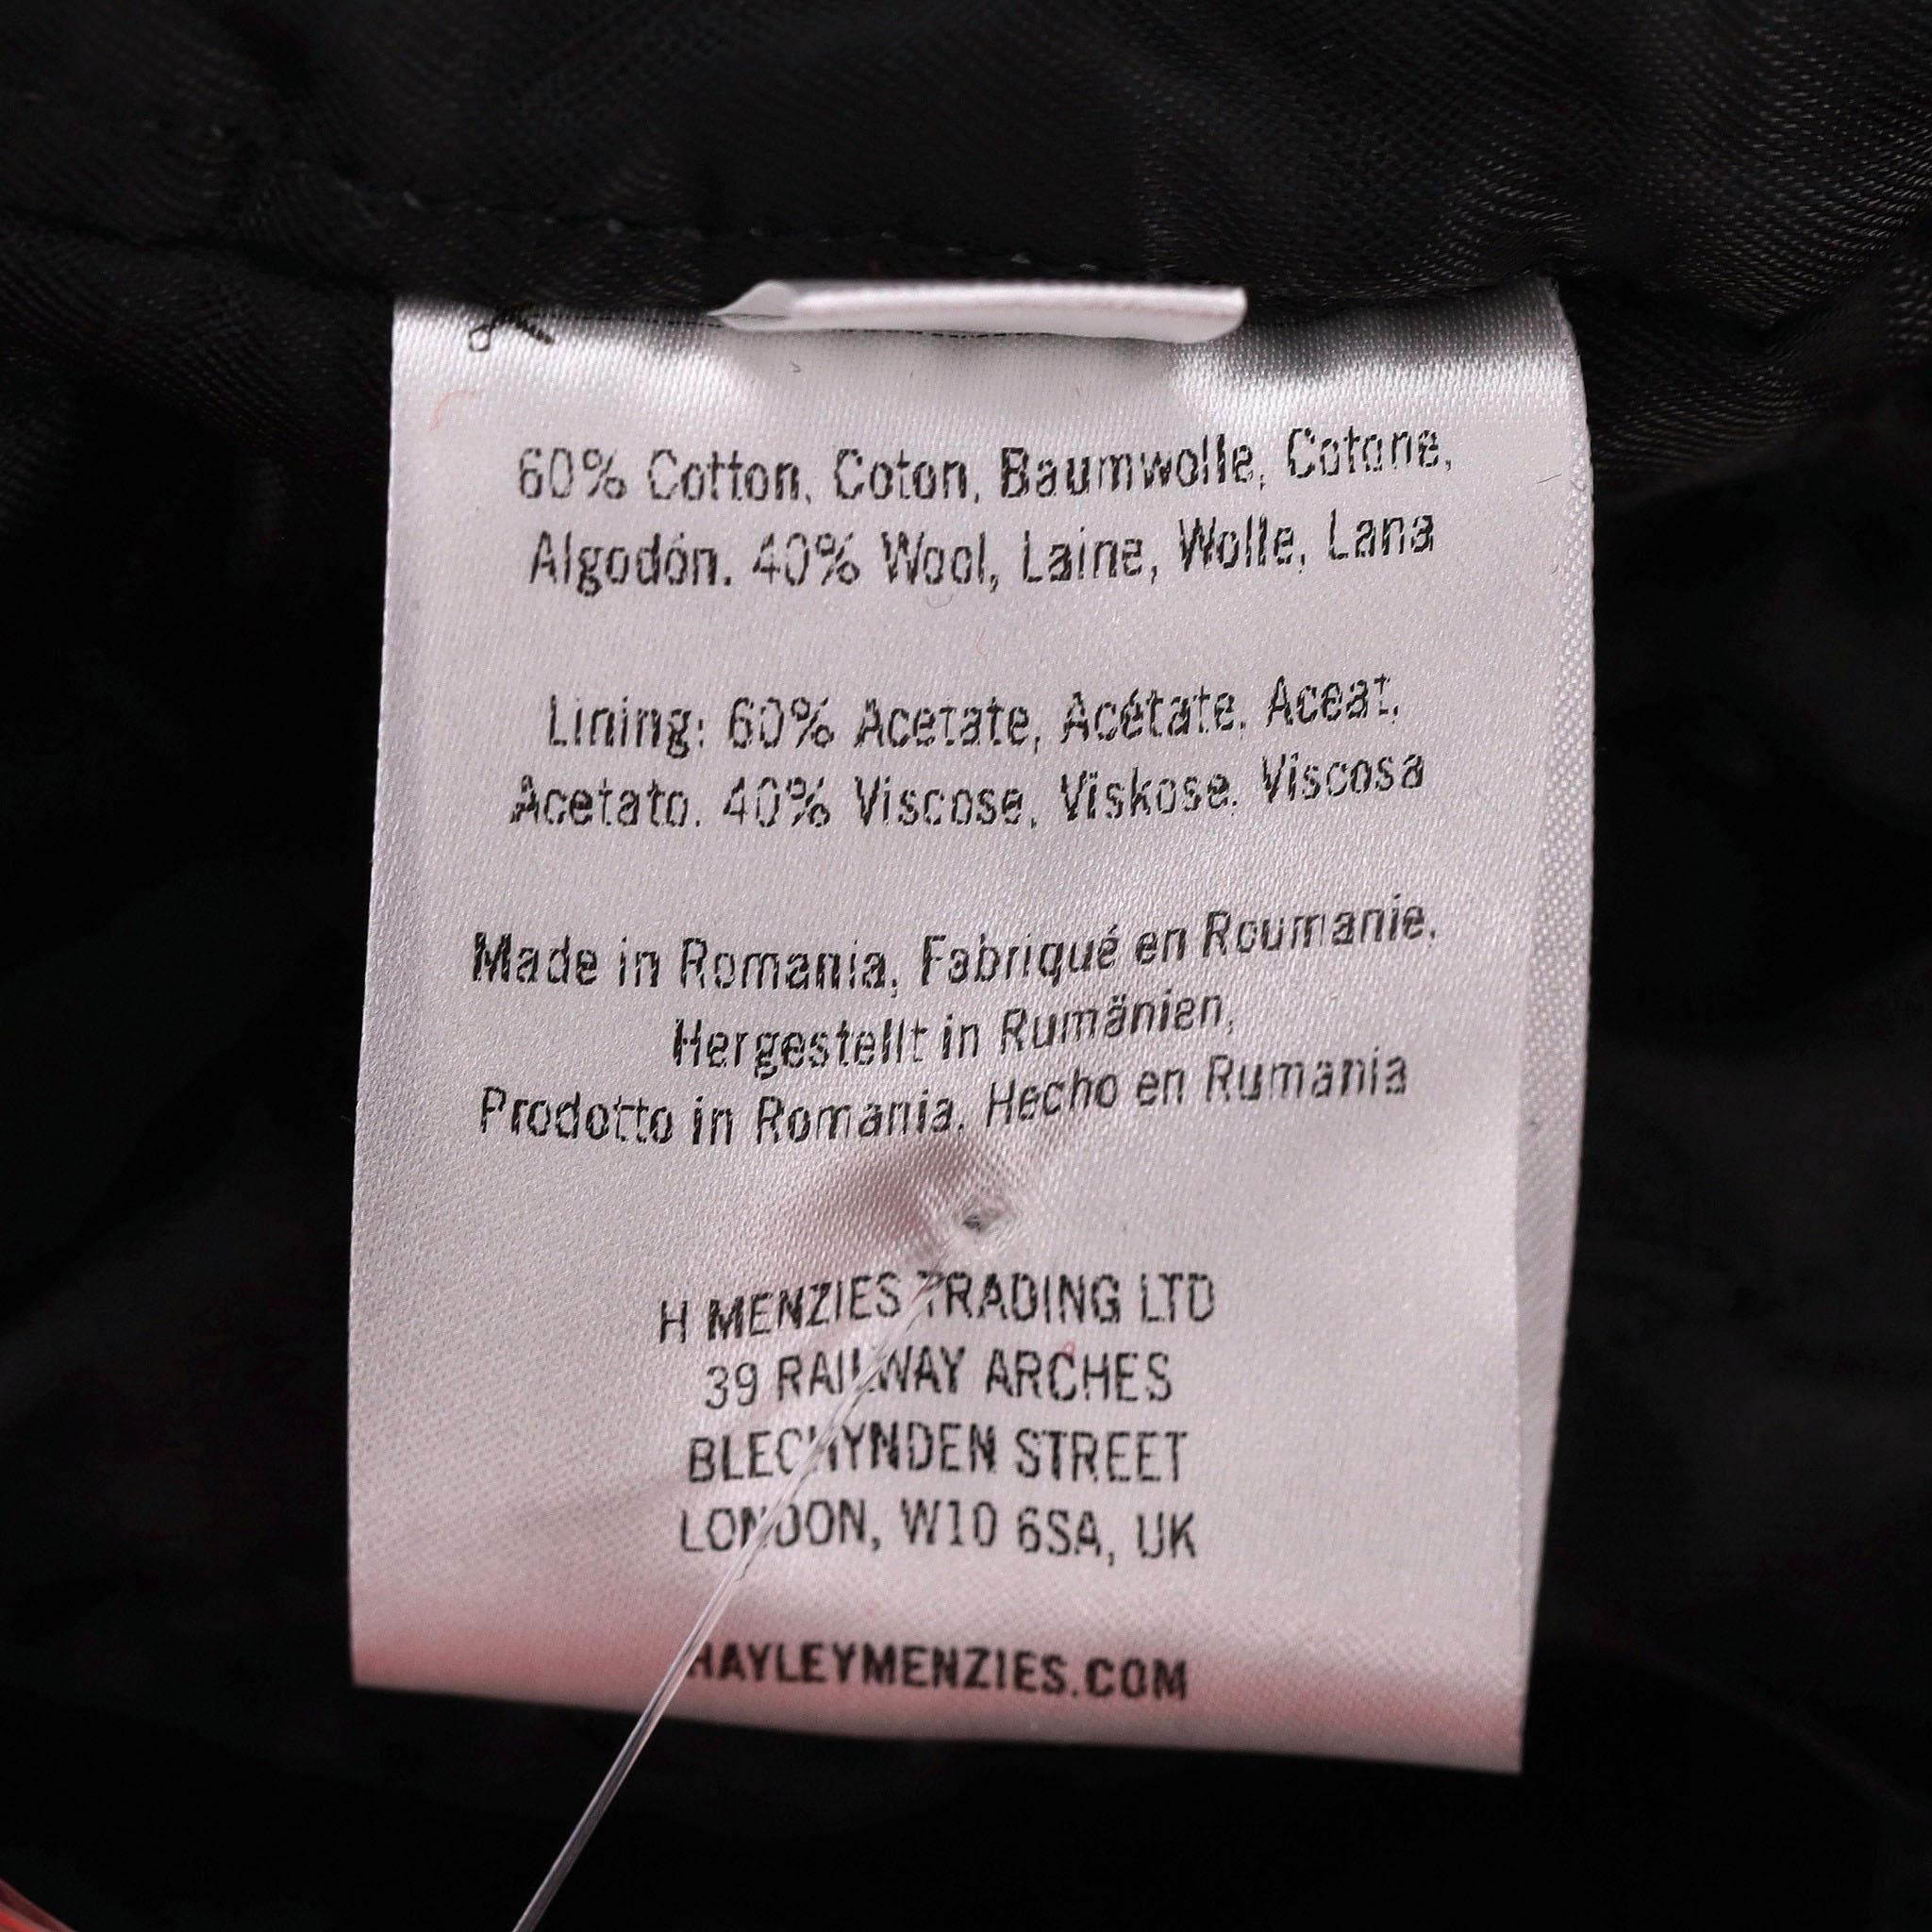 60% Cotton, Coton, Baumwolle, Cotone,
Algodón. 40% Wool, Laine, Wolle, Lana
Lining: 60% Acetate, Acétate, Aceat,
Acetato. 40% Viscose, Viskose, Viscosa
Made in Romania, Fabriqué en Roumanie,
Hergestellt in Rumänien,
Prodotto in Romania, Hecho en Rumania
H MENZIES TRADING LTD
39 RAILWAY ARCHES
BLECHYNDEN STREET
LONDON, W10 6SA, UK
HAYLEYMENZIES.COM